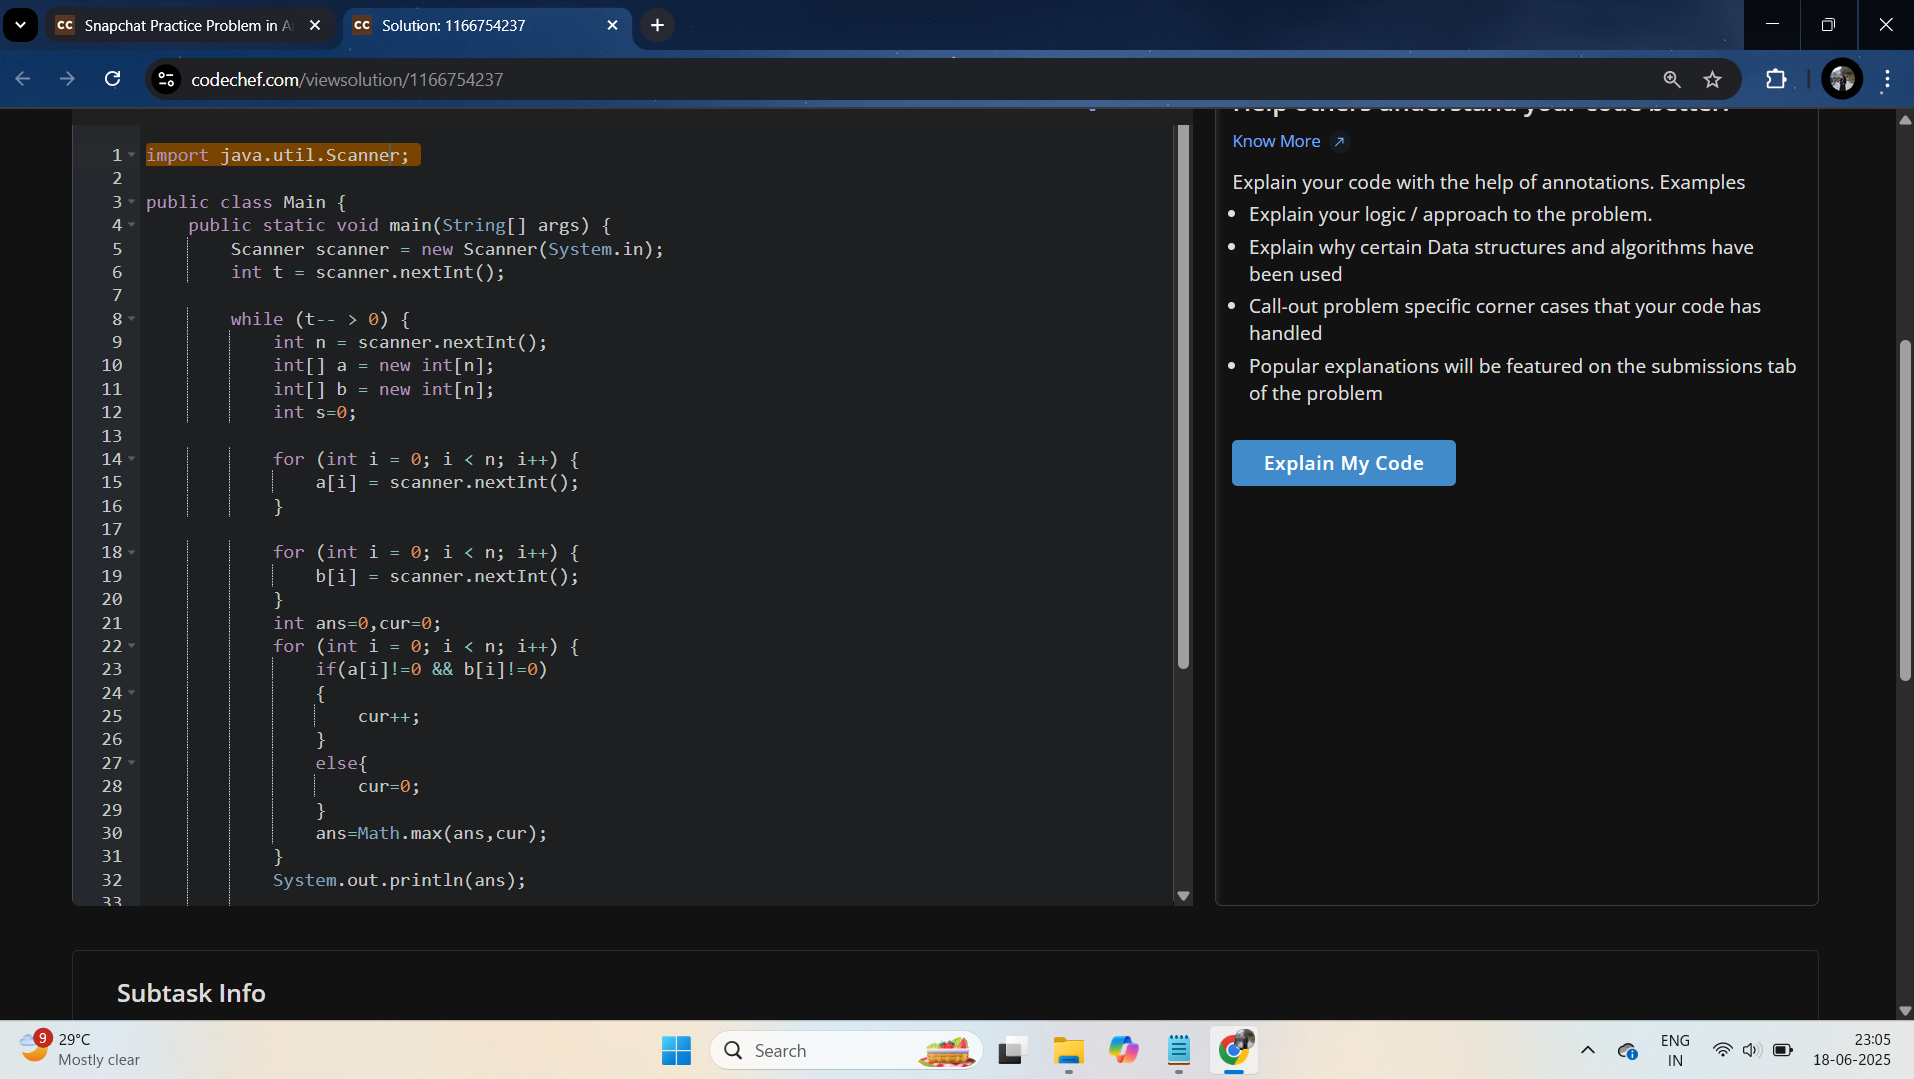 Snapchat Practice Problem in A
Solution: 1166754237
codechef.com/viewsolution/1166754237
Help others understand your code better!
Know More
Explain your code with the help of annotations. Examples
Explain your logic / approach to the problem.
Explain why certain Data structures and algorithms have
been used
Call-out problem specific corner cases that your code has
handled
Popular explanations will be featured on the submissions tab
of the problem
Explain My Code
1 import java.util.Scanner;
2
3 public class Main {
4 public static void main(String[] args) {
5 Scanner scanner = new Scanner(System.in);
6 int t = scanner.nextInt();
7
8 while (t-- > 0) {
9 int n = scanner.nextInt();
10 int[] a = new int[n];
11 int[] b = new int[n];
12 int s=0;
13
14 for (int i = 0; i < n; i++) {
15 a[i] = scanner.nextInt();
16 }
17
18 for (int i = 0; i < n; i++) {
19 b[i] = scanner.nextInt();
20 }
21 int ans=0,cur=0;
22 for (int i = 0; i < n; i++) {
23 if(a[i]!=0 && b[i]!=0)
24 {
25 cur++;
26 }
27 else{
28 cur=0;
29 }
30 ans=Math.max(ans,cur);
31 }
32 System.out.println(ans);
33
Subtask Info
9
29°C
Mostly clear
Search
ENG
IN
23:05
18-06-2025